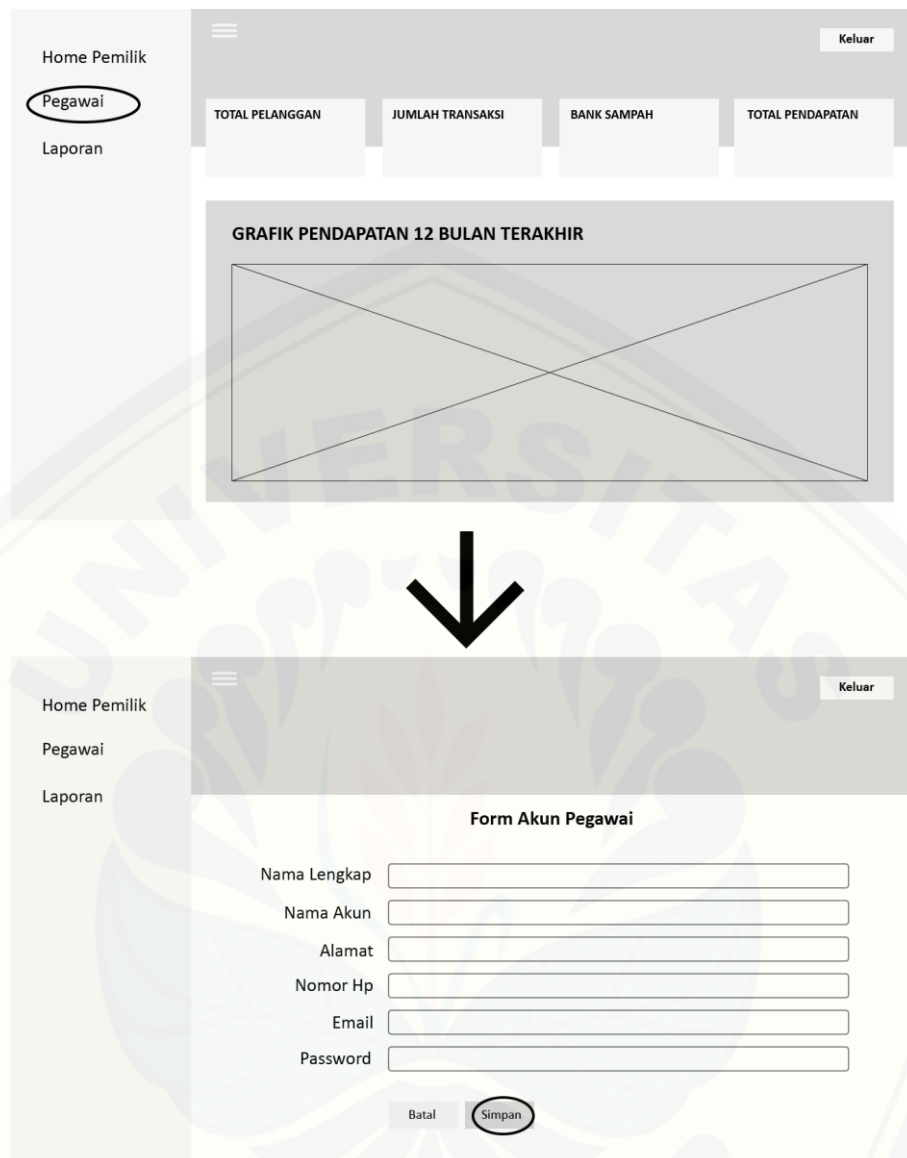 Keluar
Home Pemilik
Pegawai
Laporan
TOTAL PELANGGAN
JUMLAH TRANSAKSI
BANK SAMPAH
TOTAL PENDAPATAN
GRAFIK PENDAPATAN 12 BULAN TERAKHIR
UNIVERSITAS
Keluar
Home Pemilik
Pegawai
Laporan
Form Akun Pegawai
Nama Lengkap
Nama Akun
Alamat
Nomor Hp
Email
Password
Batal
Simpan